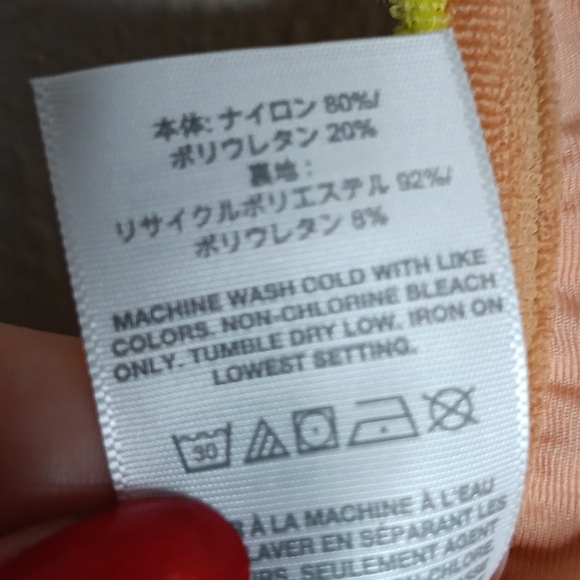 本体: ナイロン 80%/
ポリウレタン 20%
裏地:
リサイクルポリエステル 92%/
ポリウレタン 8%
MACHINE WASH COLD WITH LIKE
COLORS. NON-CHLORINE BLEACH
ONLY. TUMBLE DRY LOW. IRON ON
LOWEST SETTING.
30
À LA MACHINE À L'EAU
LAVER EN SÉPARANT LES
SEULEMENT AGENT
CHLORE